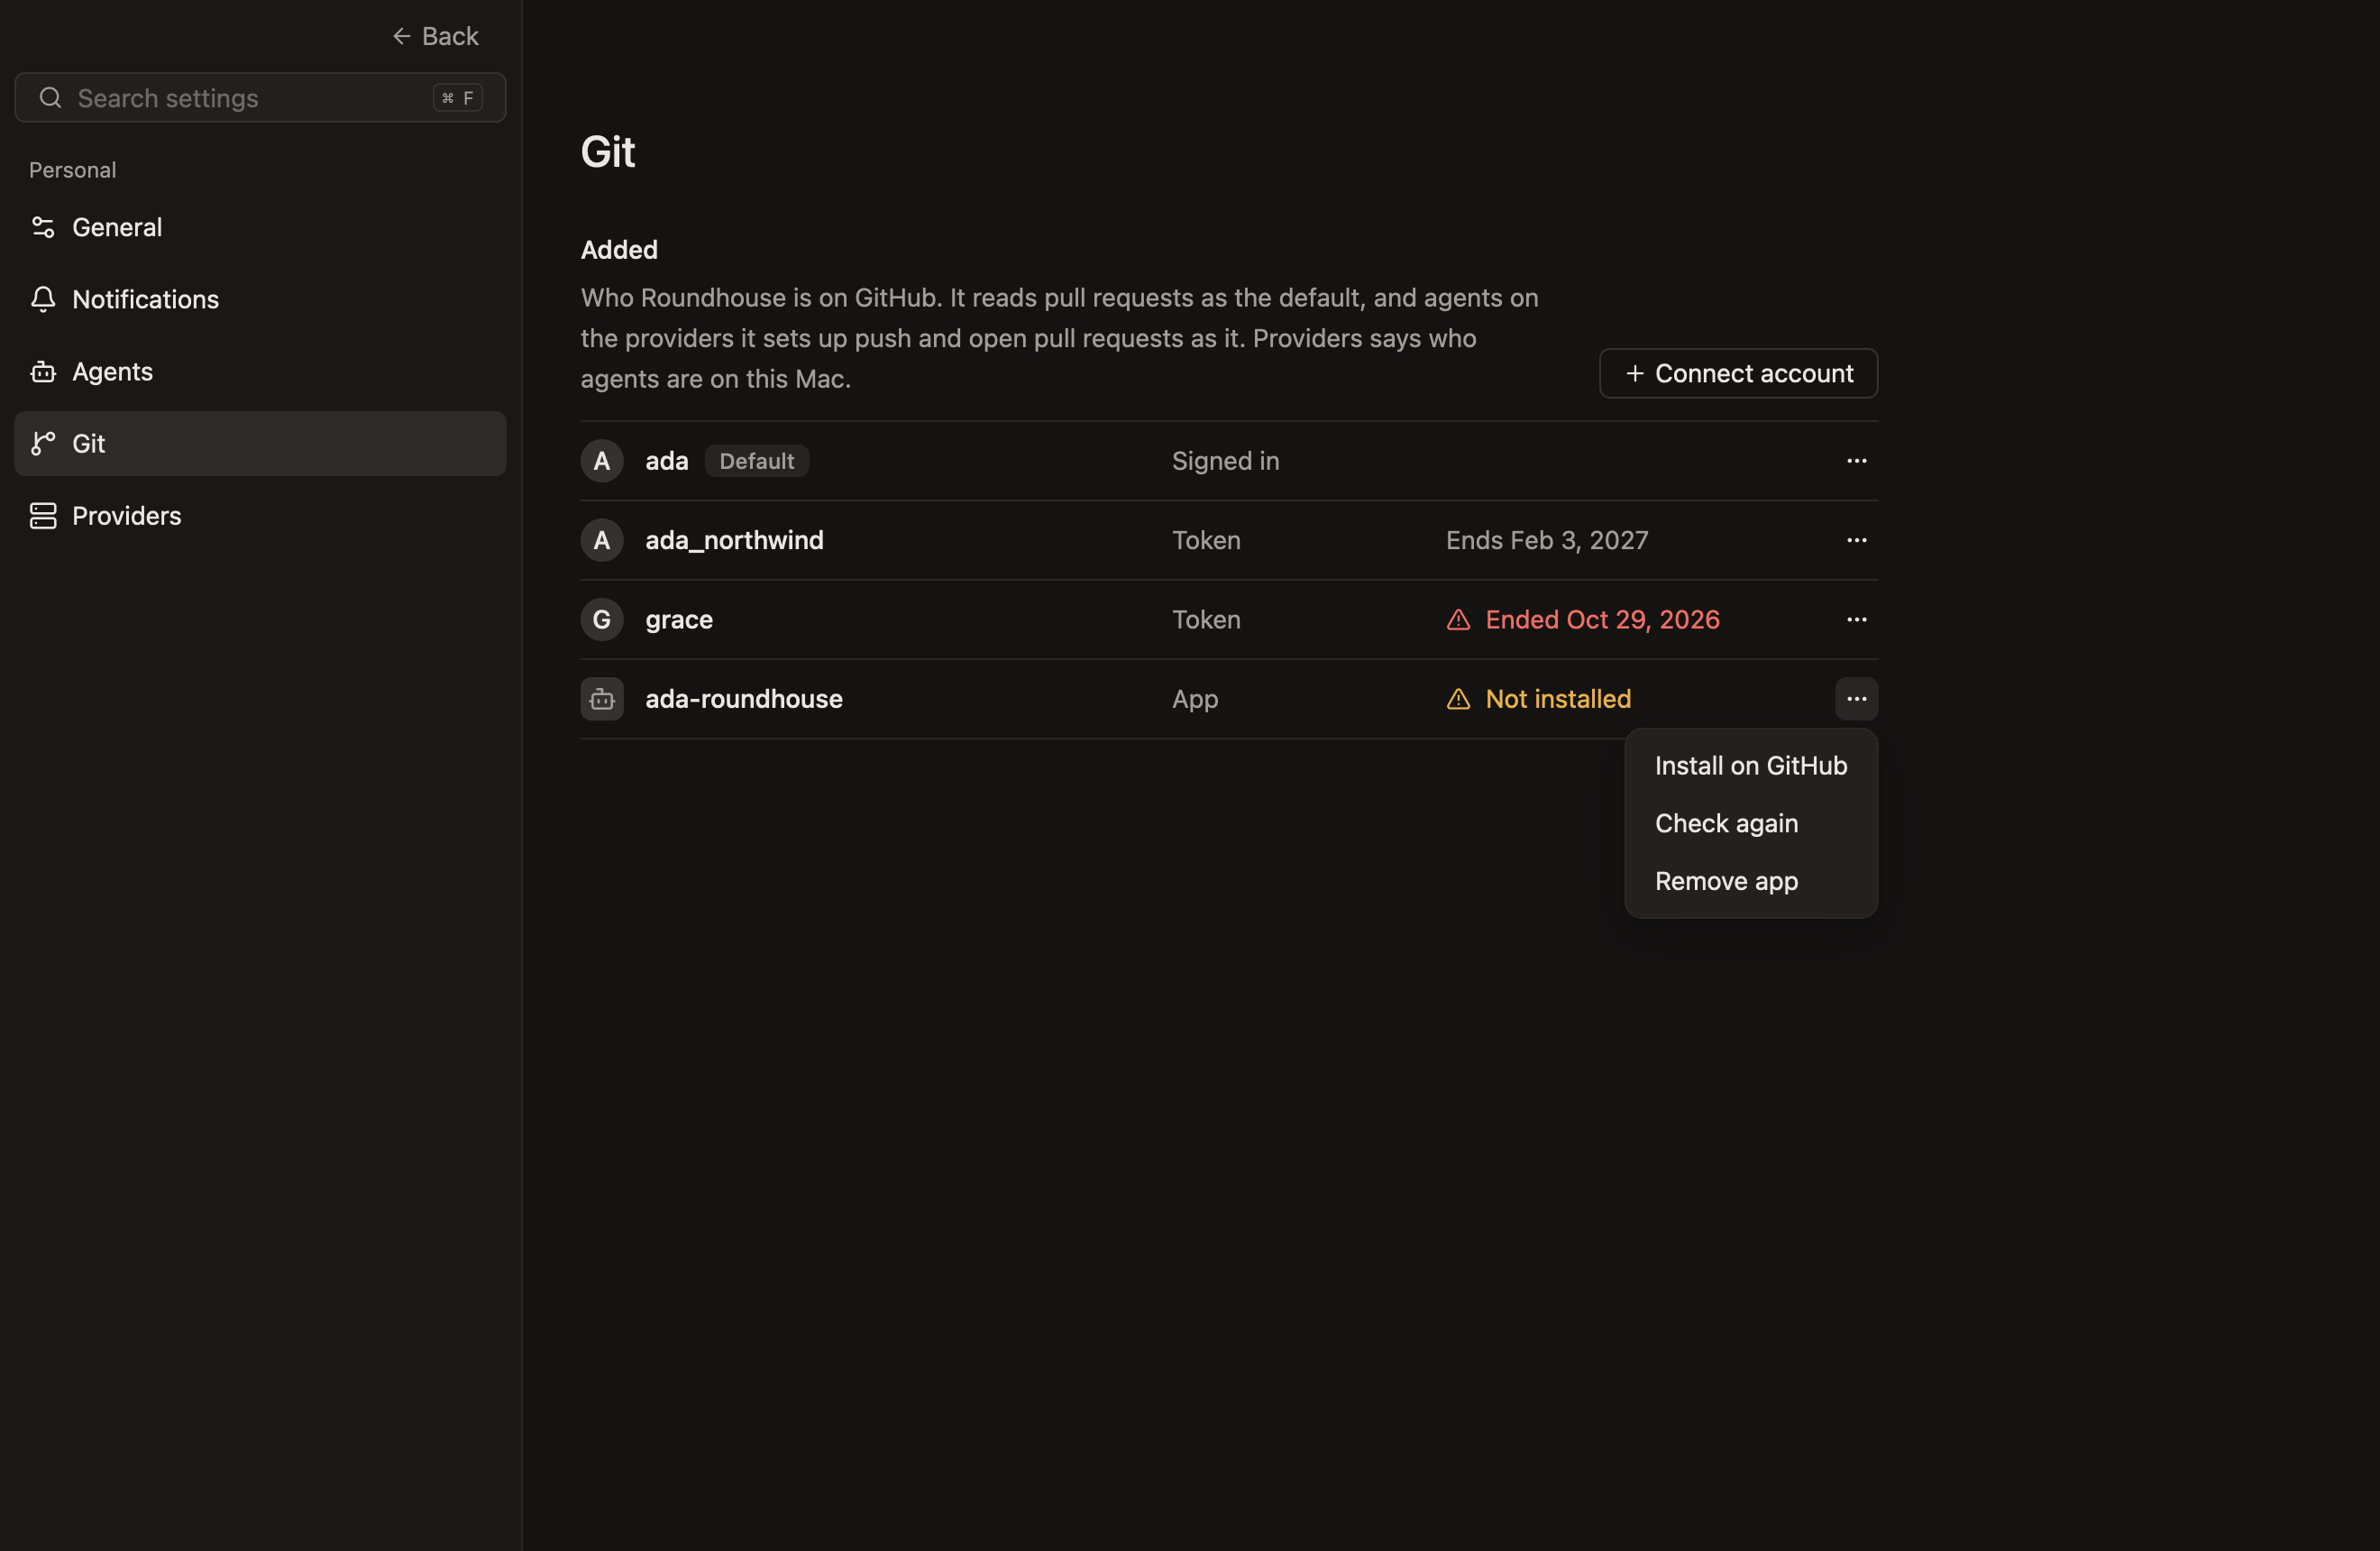 Back
Search settings ⌘ F
Personal
General
Notifications
Agents
Git
Providers
Git
Added
Who Roundhouse is on GitHub. It reads pull requests as the default, and agents on
the providers it sets up push and open pull requests as it. Providers says who
agents are on this Mac.
+ Connect account
A ada Default Signed in
A ada_northwind Token Ends Feb 3, 2027
G grace Token Ended Oct 29, 2026
ada-roundhouse App Not installed
Install on GitHub
Check again
Remove app